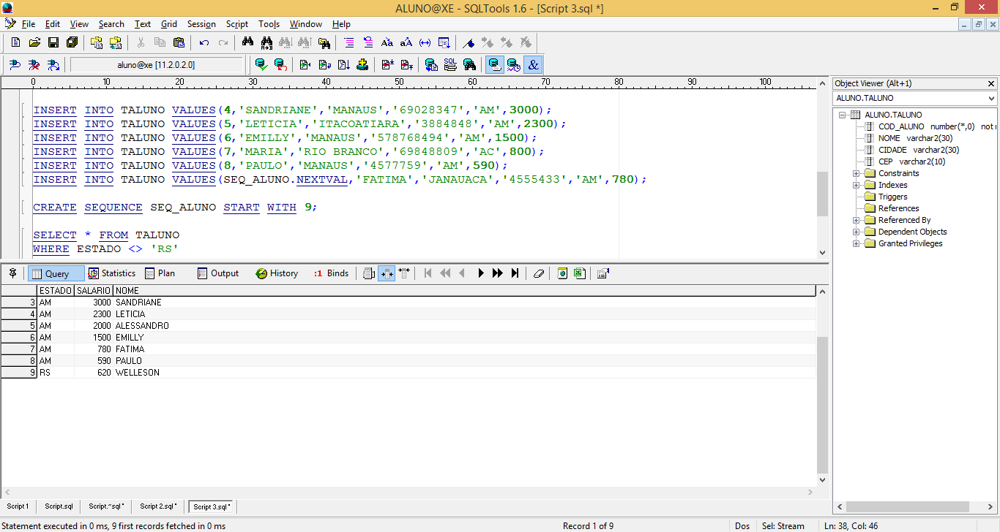 ALUNO@XE - SQLTools 1.6 - [Script 3.sql *]
File Edit View Search Text Grid Session Script Tools Window Help
aluno@xe [11.2.0.2.0]
SQL
&
0 10 20 30 40 50 60 70 80 90 100
INSERT INTO TALUNO VALUES(4,'SANDRIANE','MANAUS','69028347','AM',3000);
INSERT INTO TALUNO VALUES(5,'LETICIA','ITACOATIARA','3884848','AM',2300);
INSERT INTO TALUNO VALUES(6,'EMILLY','MANAUS','578768494','AM',1500);
INSERT INTO TALUNO VALUES(7,'MARIA','RIO BRANCO','69848809','AC',800);
INSERT INTO TALUNO VALUES(8,'PAULO','MANAUS','4577759','AM',590);
INSERT INTO TALUNO VALUES(SEQ_ALUNO.NEXTVAL,'FATIMA','JANAUACA','4555433','AM',780);
CREATE SEQUENCE SEQ_ALUNO START WITH 9;
SELECT * FROM TALUNO
WHERE ESTADO <> 'RS'
Query Statistics Plan Output History :1 Binds
ESTADO SALARIO NOME
3 AM 3000 SANDRIANE
4 AM 2300 LETICIA
5 AM 2000 ALESSANDRO
6 AM 1500 EMILLY
7 AM 780 FATIMA
8 AM 590 PAULO
9 RS 620 WELLESON
Script 1 Script.sql Script.~sql * Script 2.sql * Script 3.sql *
Statement executed in 0 ms, 9 first records fetched in 0 ms Record 1 of 9 Dos Sel: Stream Ln: 38, Col: 46
Object Viewer (Alt+1)
ALUNO.TALUNO
ALUNO.TALUNO
COD_ALUNO number(*,0) not
NOME varchar2(30)
CIDADE varchar2(30)
CEP varchar2(10)
Constraints
Indexes
Triggers
References
Referenced By
Dependent Objects
Granted Privileges